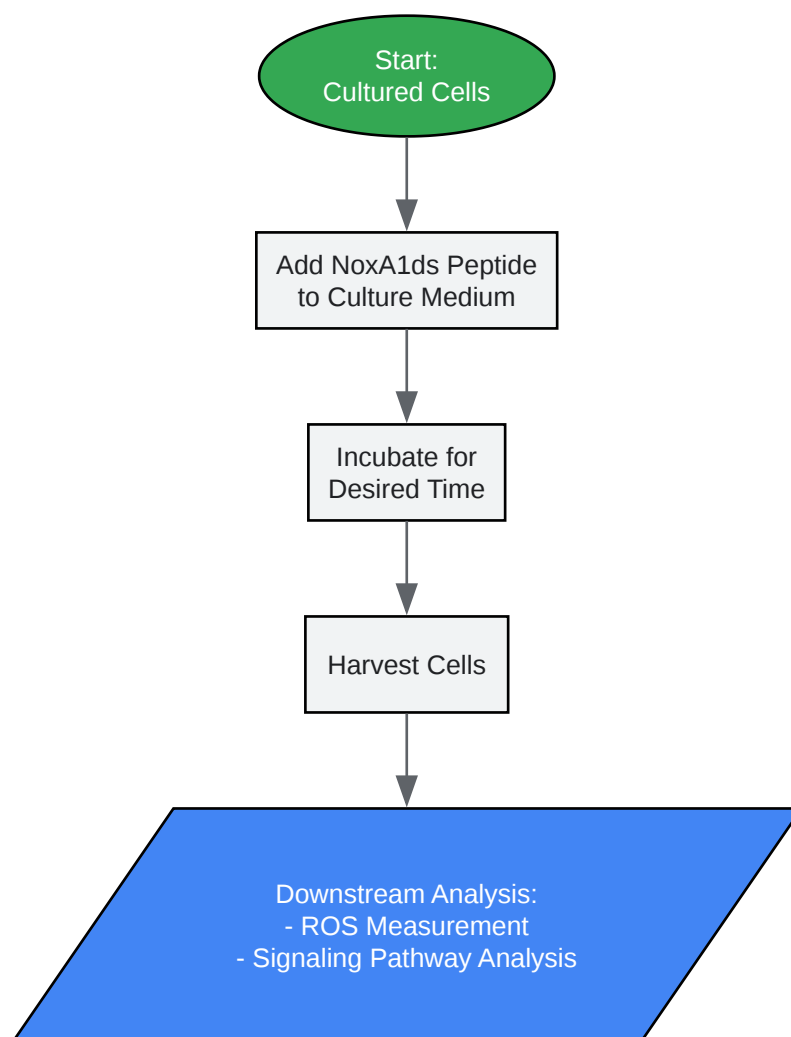 Start:
Cultured Cells
Add NoxA1ds Peptide
to Culture Medium
Incubate for
Desired Time
Harvest Cells
Downstream Analysis:
- ROS Measurement
- Signaling Pathway Analysis